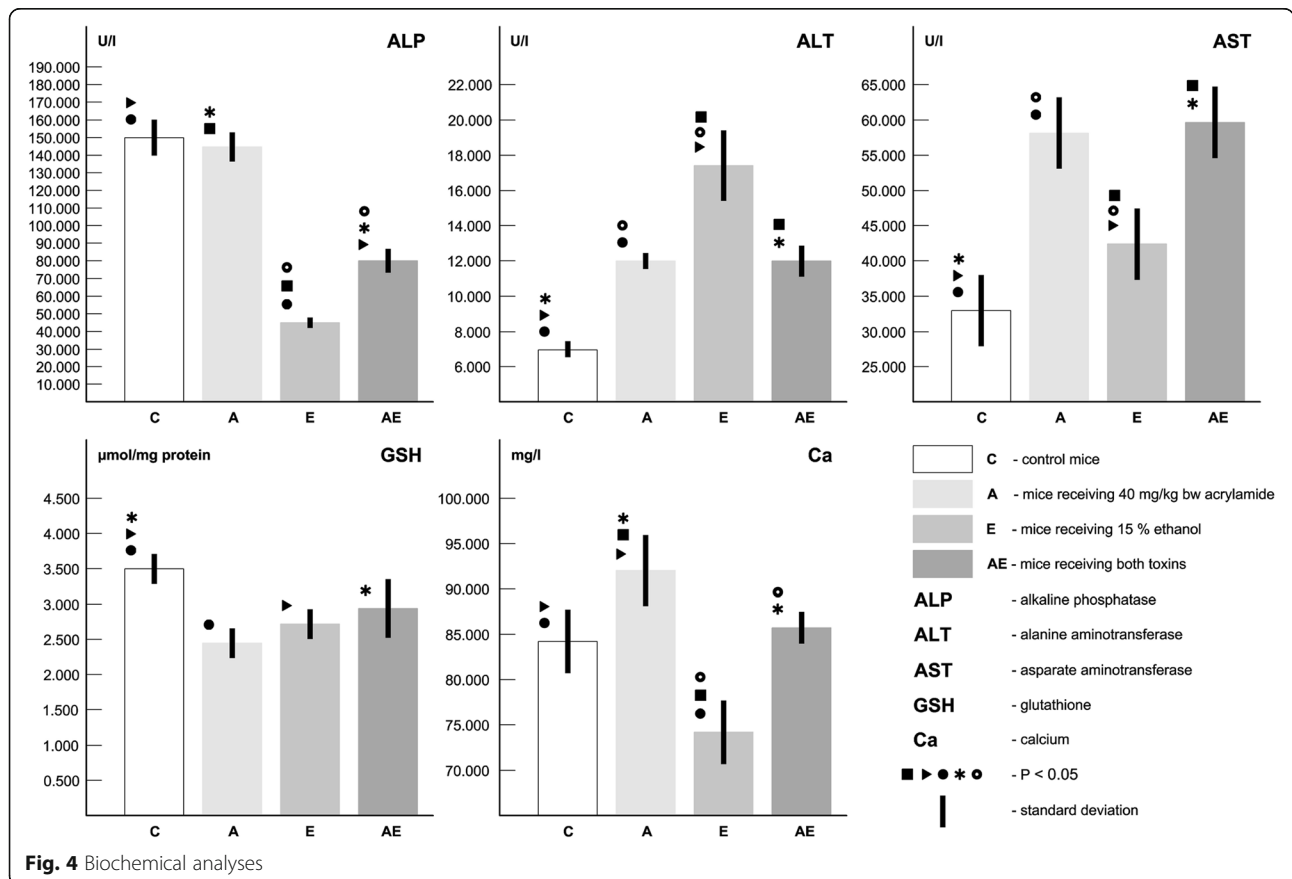 U/l ALP
190.000
180.000
170.000
160.000
150.000
140.000
130.000
120.000
110.000
100.000
90.000
80.000
70.000
60.000
50.000
40.000
30.000
20.000
10.000
C A E AE
U/l ALT
22.000
20.000
18.000
16.000
14.000
12.000
10.000
8.000
6.000
C A E AE
U/l AST
65.000
60.000
55.000
50.000
45.000
40.000
35.000
30.000
25.000
C A E AE
µmol/mg protein GSH
4.500
4.000
3.500
3.000
2.500
2.000
1.500
1.000
0.500
C A E AE
mg/l Ca
100.000
95.000
90.000
85.000
80.000
75.000
70.000
C A E AE
C - control mice
A - mice receiving 40 mg/kg bw acrylamide
E - mice receiving 15 % ethanol
AE - mice receiving both toxins
ALP - alkaline phosphatase
ALT - alanine aminotransferase
AST - asparate aminotransferase
GSH - glutathione
Ca - calcium
- P < 0.05
- standard deviation
Fig. 4 Biochemical analyses